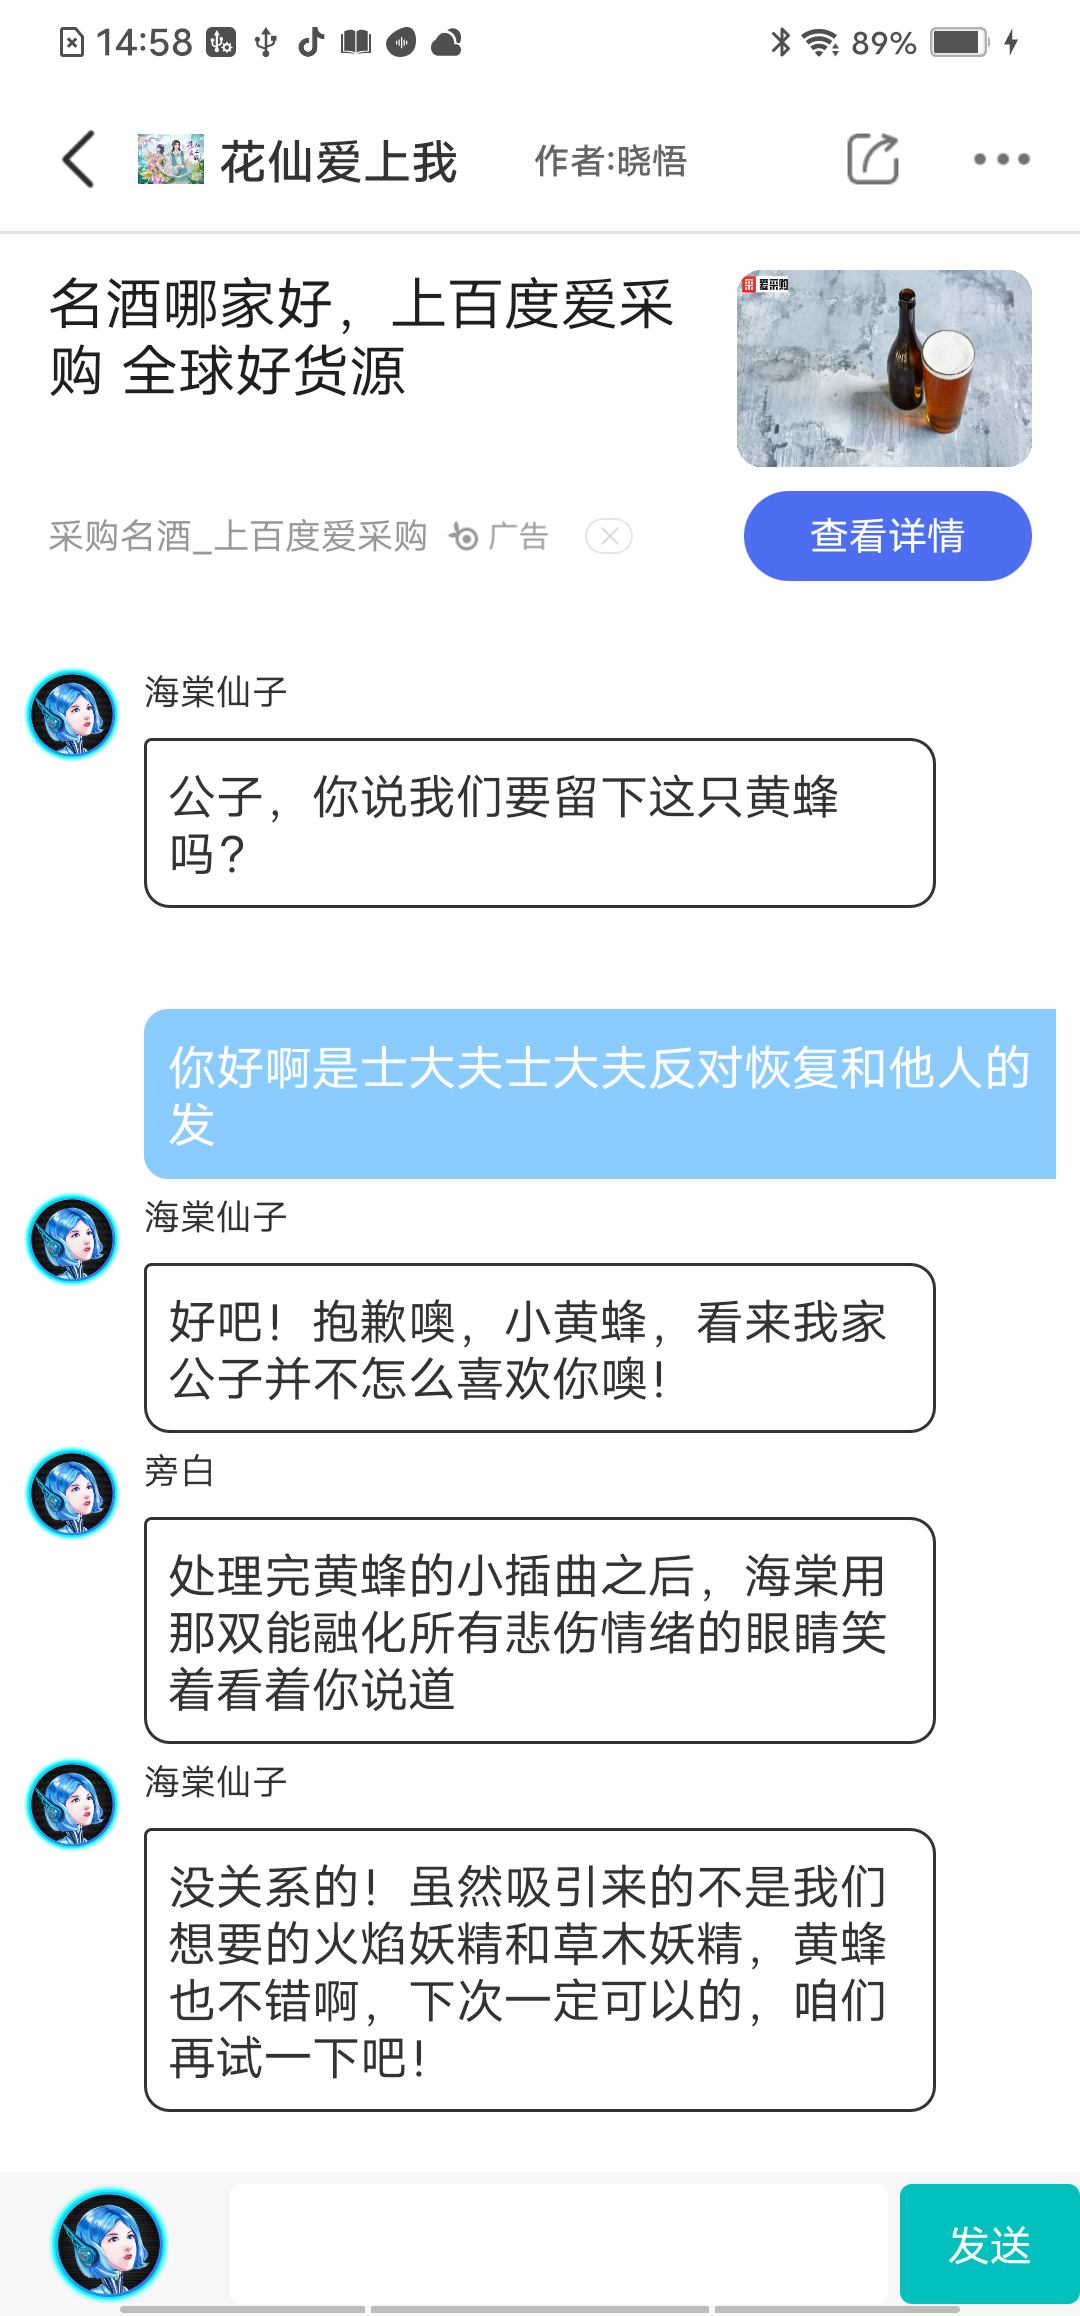 14:58
89%
花仙爱上我
作者:晓悟
名酒哪家好，上百度爱采
购 全球好货源
爱采购
采购名酒_上百度爱采购
广告
查看详情
海棠仙子
公子，你说我们要留下这只黄蜂
吗？
你好啊是士大夫士大夫反对恢复和他人的
发
海棠仙子
好吧！抱歉噢，小黄蜂，看来我家
公子并不怎么喜欢你噢！
旁白
处理完黄蜂的小插曲之后，海棠用
那双能融化所有悲伤情绪的眼睛笑
着看着你说道
海棠仙子
没关系的！虽然吸引来的不是我们
想要的火焰妖精和草木妖精，黄蜂
也不错啊，下次一定可以的，咱们
再试一下吧！
发送